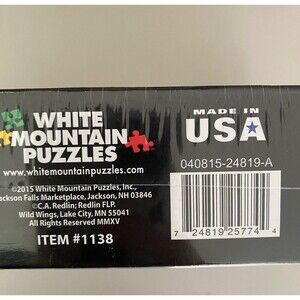 WHITE
MOUNTAIN
PUZZLES
www.whitemountainpuzzles.com
©2015 White Mountain Puzzles, Inc.,
Jackson Falls Marketplace, Jackson, NH 03846
©C.A. Redlin; Redlin FLP.
Wild Wings, Lake City, MN 55041
All Rights Reserved MMXV
ITEM #1138
MADE IN
USA
040815-24819-A
7 24819 25774 4